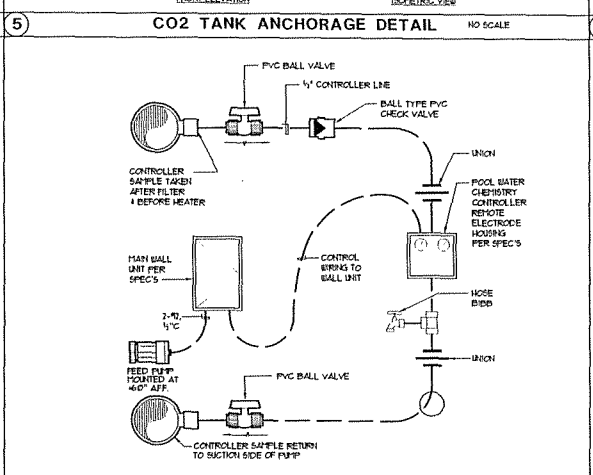 ISOMETRIC VIEW
5
CO2 TANK ANCHORAGE DETAIL
NO SCALE
PVC BALL VALVE
½" CONTROLLER LINE
BALL TYPE PVC
CHECK VALVE
UNION
CONTROLLER
SAMPLE TAKEN
AFTER FILTER
& BEFORE HEATER
POOL WATER
CHEMISTRY
CONTROLLER
REMOTE
ELECTRODE
HOUSING
PER SPEC'S
MAIN WALL
UNIT PER
SPEC'S
CONTROL
WIRING TO
WALL UNIT
HOSE
BIBB
2-#12,
½"C
FEED PUMP
MOUNTED AT
A.F.F.
UNION
PVC BALL VALVE
CONTROLLER SAMPLE RETURN
TO SUCTION SIDE OF PUMP